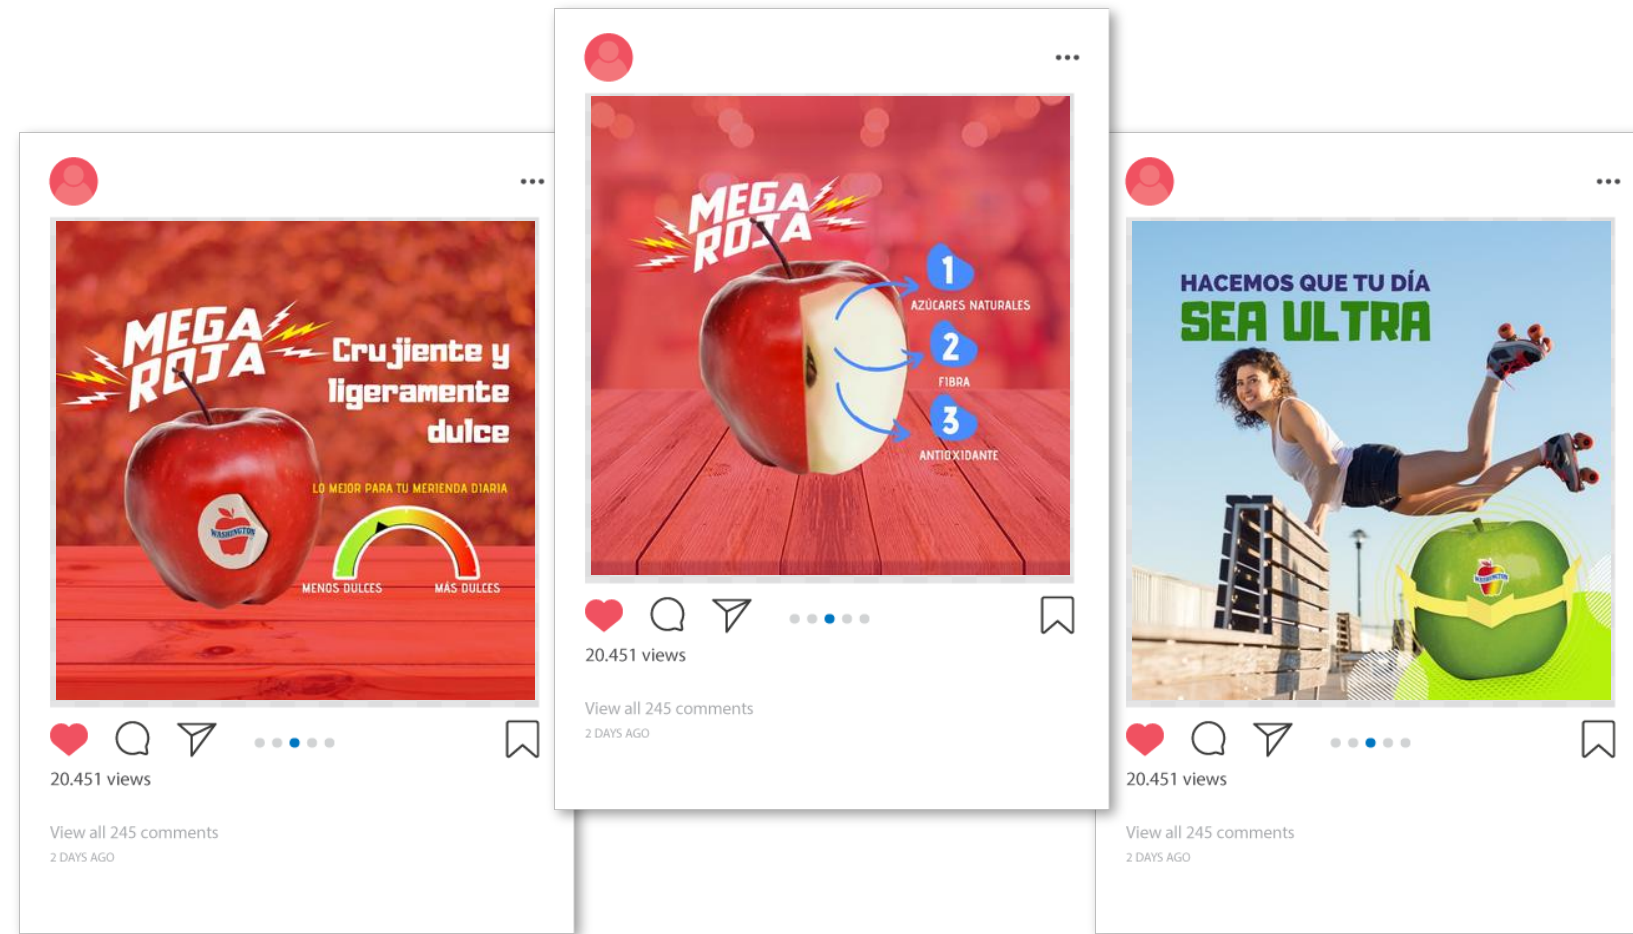 MEGA
ROJA
Crujiente y
ligeramente
dulce
LO MEJOR PARA TU MERIENDA DIARIA
WASHINGTON
MENOS DULCES
MÁS DULCES
20.451 views
View all 245 comments
2 DAYS AGO
MEGA
ROJA
1
AZÚCARES NATURALES
2
FIBRA
3
ANTIOXIDANTE
20.451 views
View all 245 comments
2 DAYS AGO
HACEMOS QUE TU DÍA
SEA ULTRA
WASHINGTON
20.451 views
View all 245 comments
2 DAYS AGO